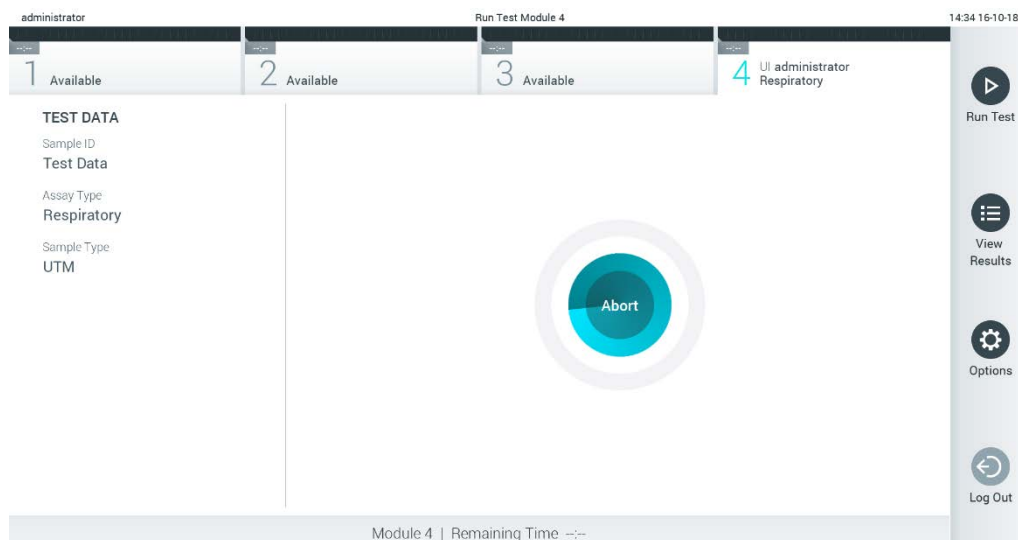 administrator
Run Test Module 4
14:34 16-10-18
--:--
--:--
--:--
--:--
1 Available
2 Available
3 Available
4 UI administrator
Respiratory
TEST DATA
Sample ID
Test Data
Assay Type
Respiratory
Sample Type
UTM
Abort
Run Test
View
Results
Options
Log Out
Module 4 | Remaining Time --:--